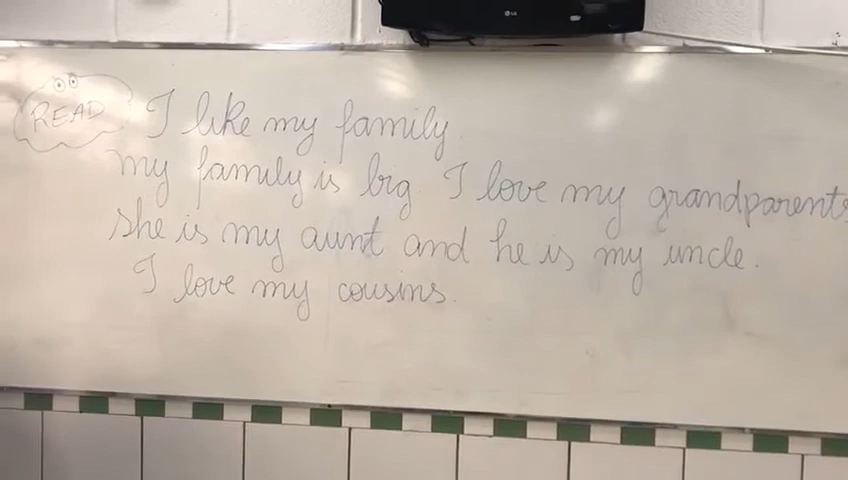 LG
READ
I like my family
my family is big I love my grandparents
she is my aunt and he is my uncle.
I love my cousins.